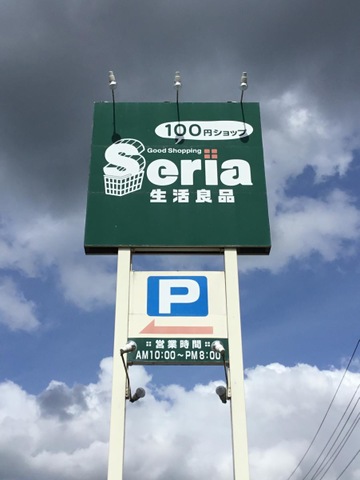 100円ショップ
Good Shopping
Seria
生活良品
P
営業時間
AM10:00〜PM8:00